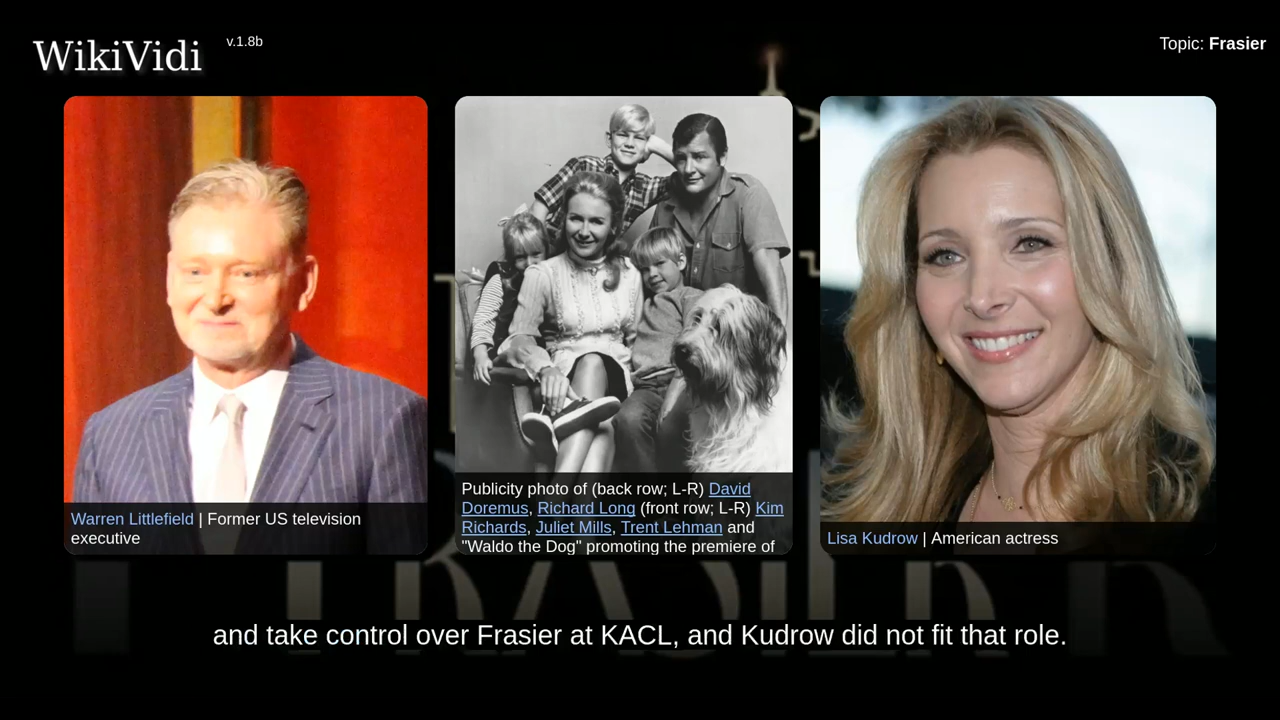 WikiVidi
v.1.8b
Topic: Frasier
Warren Littlefield | Former US television
executive
Publicity photo of (back row; L-R) David
Doremus, Richard Long (front row; L-R) Kim
Richards, Juliet Mills, Trent Lehman and
"Waldo the Dog" promoting the premiere of
Lisa Kudrow | American actress
and take control over Frasier at KACL, and Kudrow did not fit that role.
FRASIER